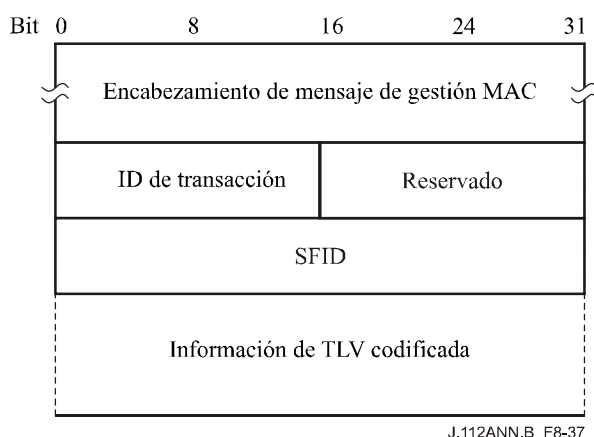 Bit 0 8 16 24 31
Encabezamiento de mensaje de gestión MAC
ID de transacción Reservado
SFID
Información de TLV codificada
J.112ANN.B_F8-37